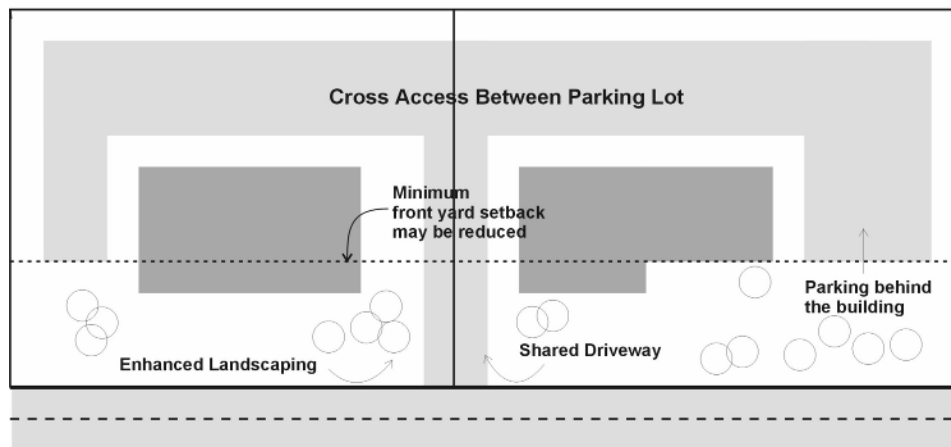 Cross Access Between Parking Lot
Minimum
front yard setback
may be reduced
Parking behind
the building
Shared Driveway
Enhanced Landscaping